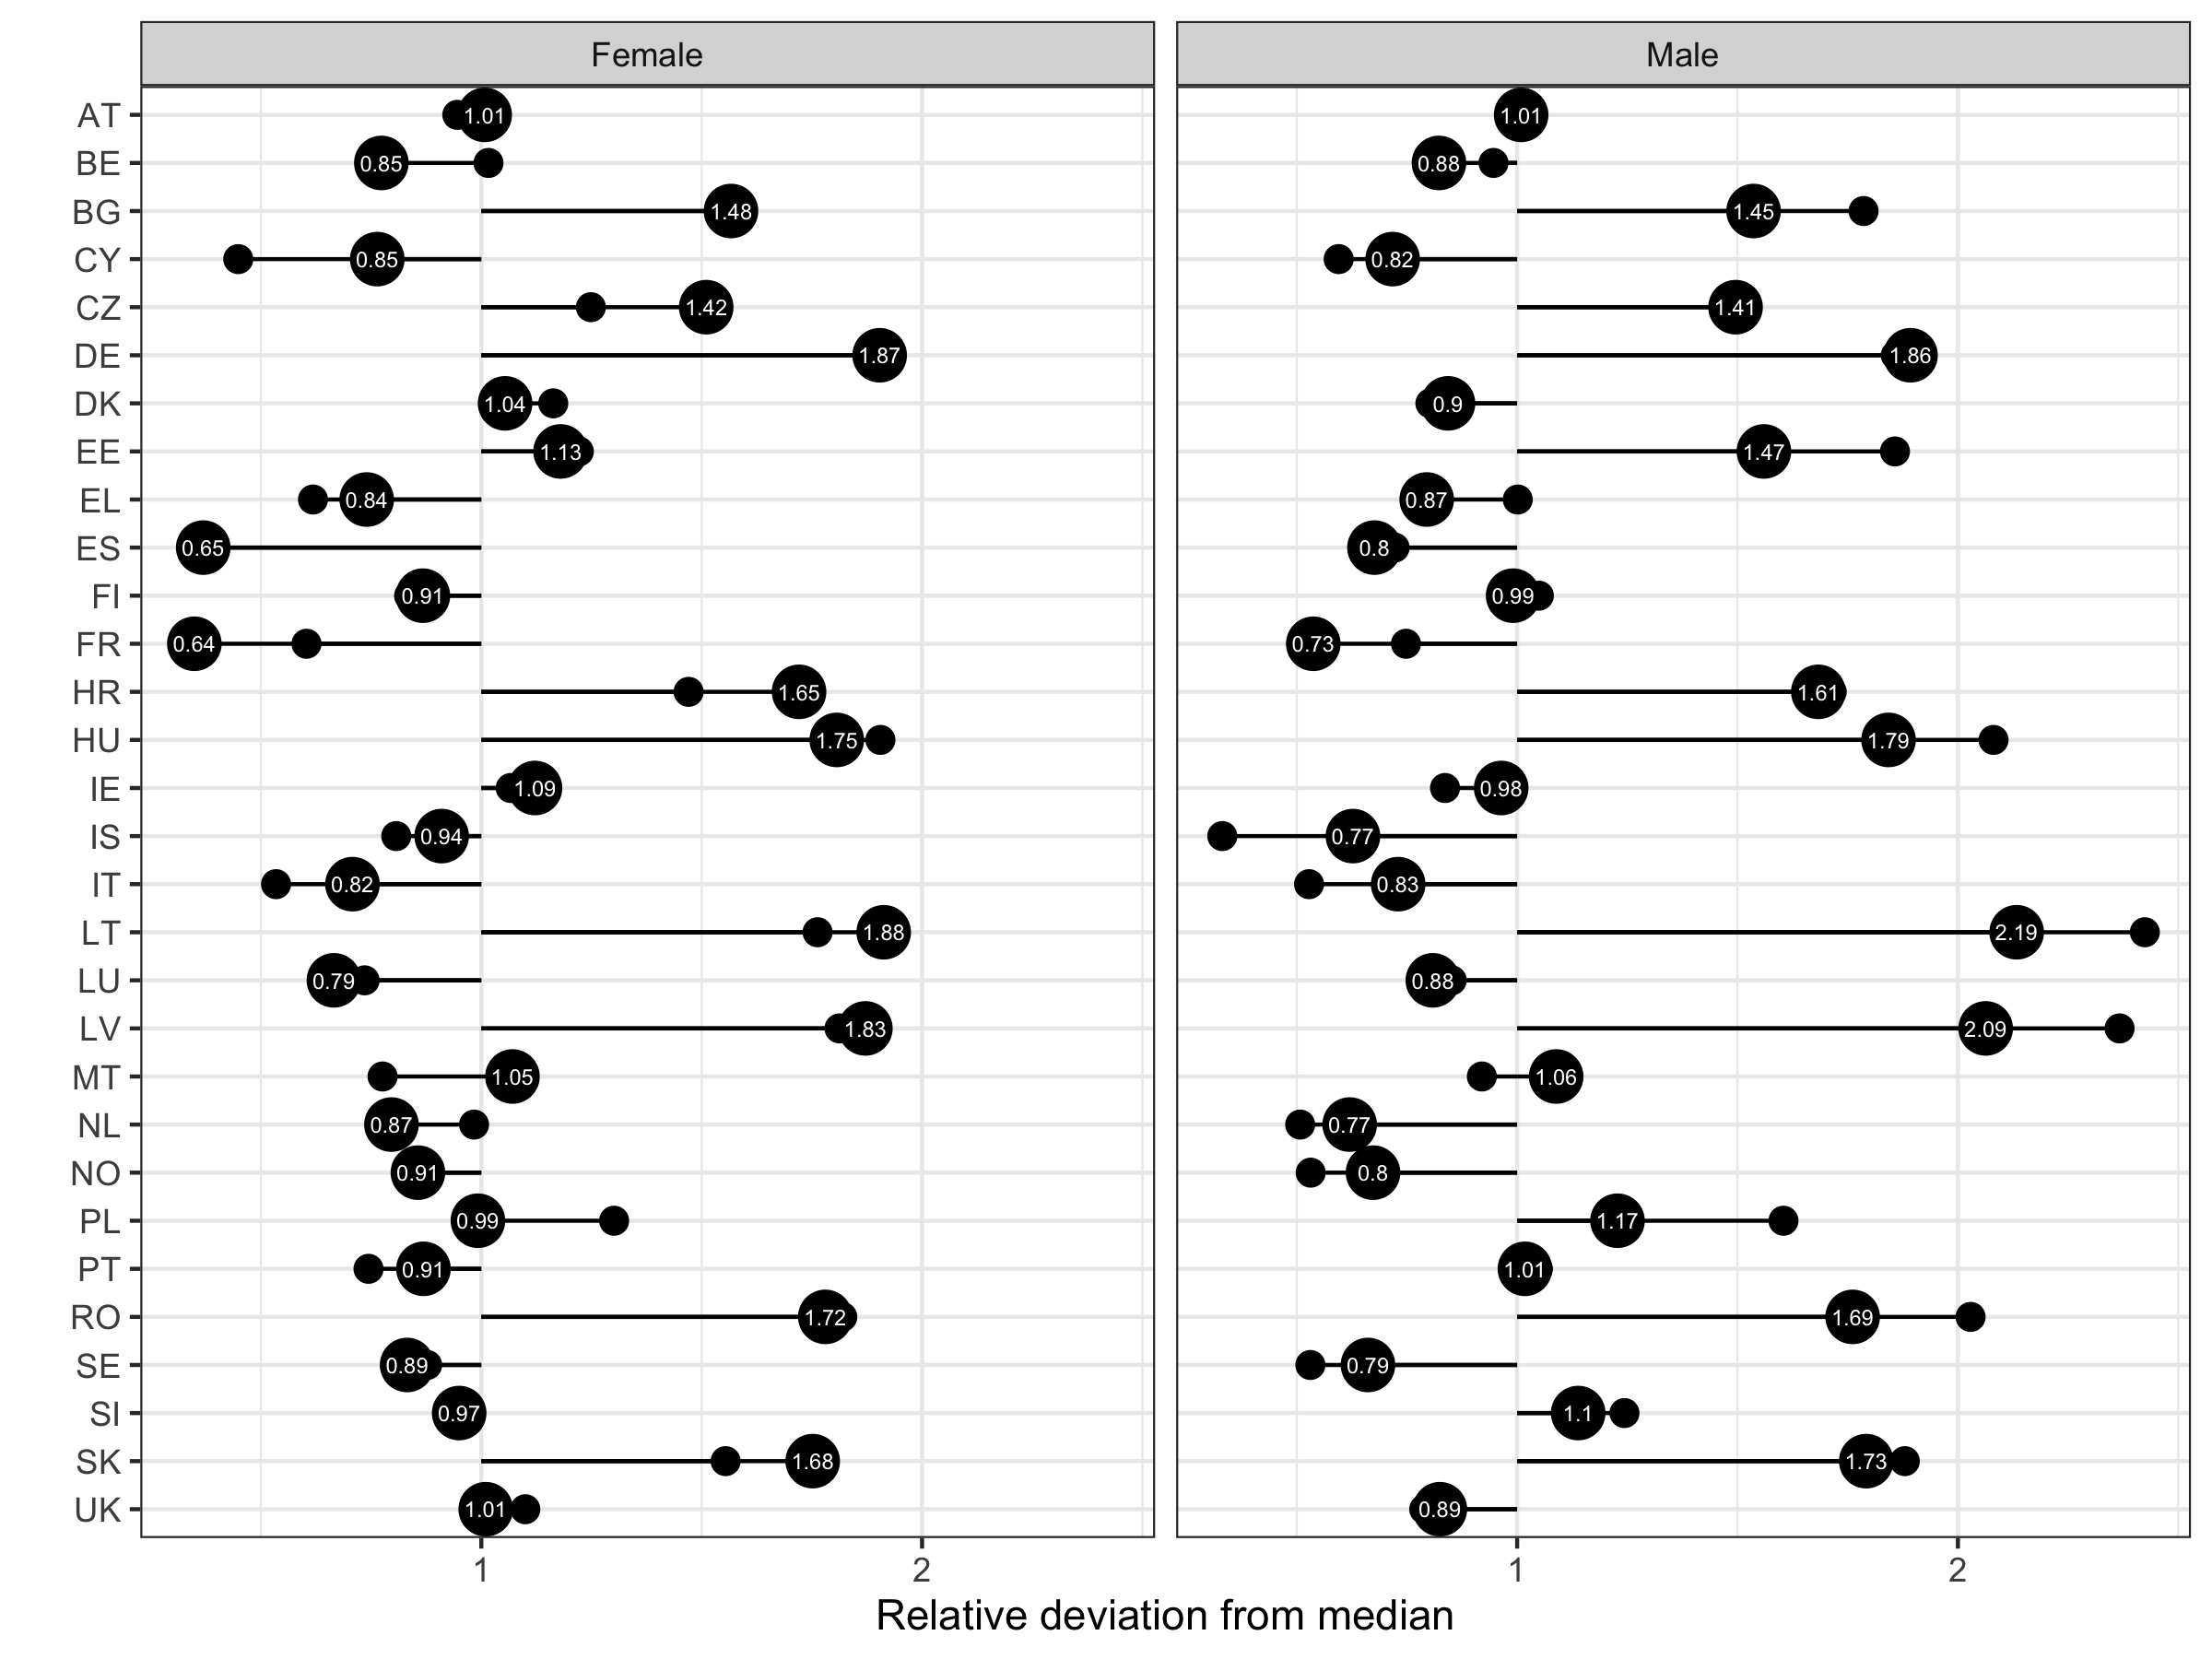 Female Male
AT 1.01 1.01
BE 0.85 0.88
BG 1.48 1.45
CY 0.85 0.82
CZ 1.42 1.41
DE 1.87 1.86
DK 1.04 0.9
EE 1.13 1.47
EL 0.84 0.87
ES 0.65 0.8
FI 0.91 0.99
FR 0.64 0.73
HR 1.65 1.61
HU 1.75 1.79
IE 1.09 0.98
IS 0.94 0.77
IT 0.82 0.83
LT 1.88 2.19
LU 0.79 0.88
LV 1.83 2.09
MT 1.05 1.06
NL 0.87 0.77
NO 0.91 0.8
PL 0.99 1.17
PT 0.91 1.01
RO 1.72 1.69
SE 0.89 0.79
SI 0.97 1.1
SK 1.68 1.73
UK 1.01 0.89
1 2 1 2
Relative deviation from median